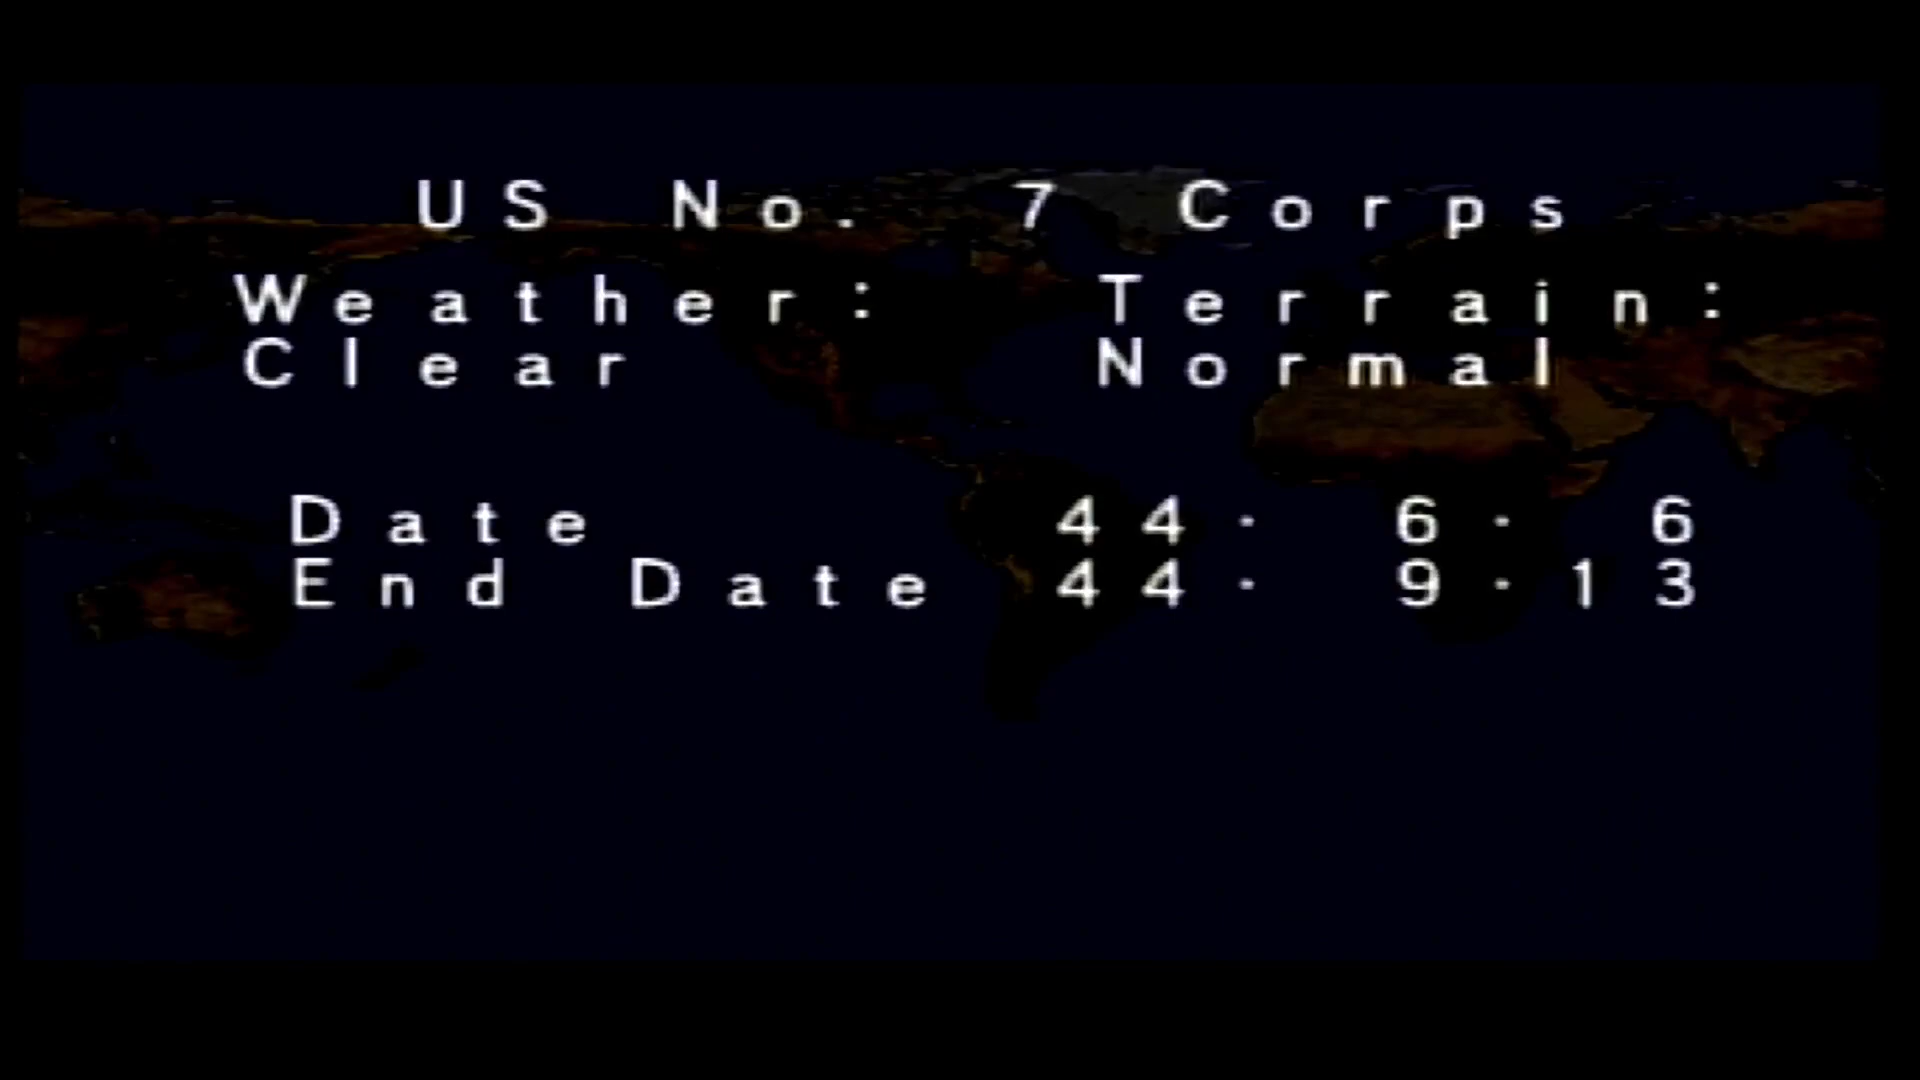 US No. 7 Corps
Weather: Terrain:
Clear Normal
Date 44· 6· 6
End Date 44· 9·13